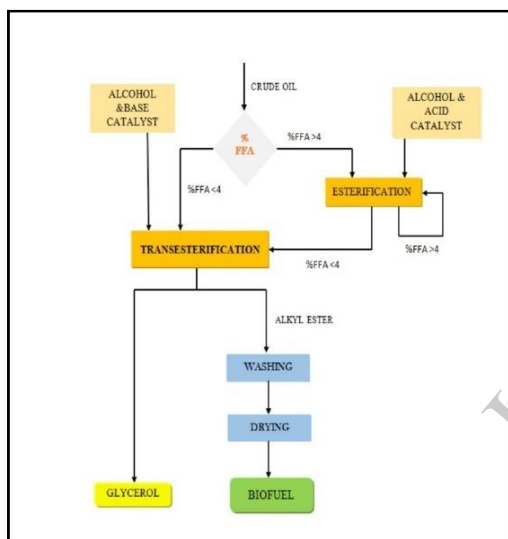 CRUDE OIL
ALCOHOL
&BASE
CATALYST
ALCOHOL &
ACID
CATALYST
%
FFA
%FFA>4
ESTERIFICATION
%FFA<4
%FFA>4
TRANSESTERIFICATION
%FFA<4
ALKYL ESTER
WASHING
DRYING
GLYCEROL
BIOFUEL